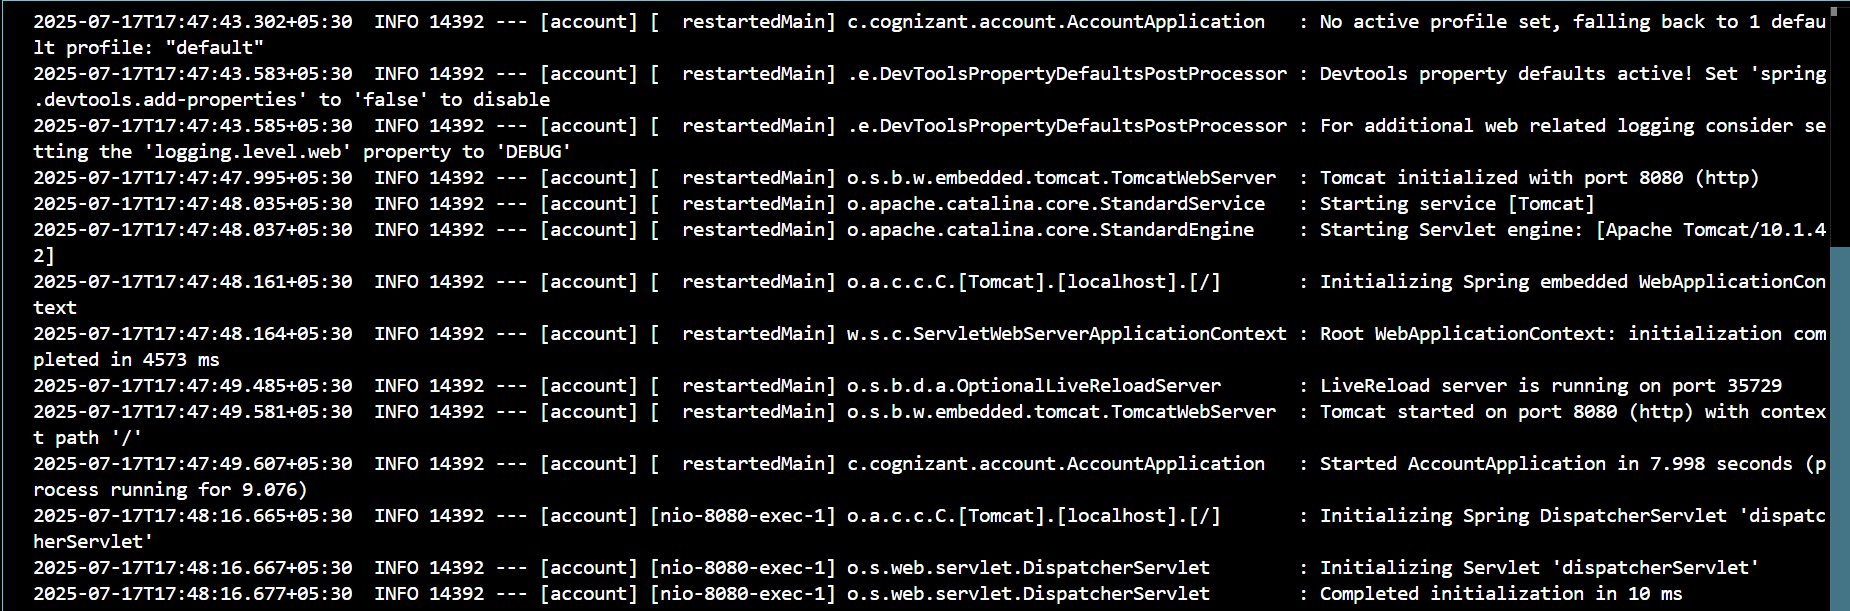 2025-07-17T17:47:43.302+05:30  INFO 14392 --- [account] [  restartedMain] c.cognizant.account.AccountApplication   : No active profile set, falling back to 1 defau
lt profile: "default"
2025-07-17T17:47:43.583+05:30  INFO 14392 --- [account] [  restartedMain] .e.DevToolsPropertyDefaultsPostProcessor : Devtools property defaults active! Set 'spring
.devtools.add-properties' to 'false' to disable
2025-07-17T17:47:43.585+05:30  INFO 14392 --- [account] [  restartedMain] .e.DevToolsPropertyDefaultsPostProcessor : For additional web related logging consider se
tting the 'logging.level.web' property to 'DEBUG'
2025-07-17T17:47:47.995+05:30  INFO 14392 --- [account] [  restartedMain] o.s.b.w.embedded.tomcat.TomcatWebServer  : Tomcat initialized with port 8080 (http)
2025-07-17T17:47:48.035+05:30  INFO 14392 --- [account] [  restartedMain] o.apache.catalina.core.StandardService   : Starting service [Tomcat]
2025-07-17T17:47:48.037+05:30  INFO 14392 --- [account] [  restartedMain] o.apache.catalina.core.StandardEngine    : Starting Servlet engine: [Apache Tomcat/10.1.4
2]
2025-07-17T17:47:48.161+05:30  INFO 14392 --- [account] [  restartedMain] o.a.c.c.C.[Tomcat].[localhost].[/]       : Initializing Spring embedded WebApplicationCon
text
2025-07-17T17:47:48.164+05:30  INFO 14392 --- [account] [  restartedMain] w.s.c.ServletWebServerApplicationContext : Root WebApplicationContext: initialization com
pleted in 4573 ms
2025-07-17T17:47:49.485+05:30  INFO 14392 --- [account] [  restartedMain] o.s.b.d.a.OptionalLiveReloadServer       : LiveReload server is running on port 35729
2025-07-17T17:47:49.581+05:30  INFO 14392 --- [account] [  restartedMain] o.s.b.w.embedded.tomcat.TomcatWebServer  : Tomcat started on port 8080 (http) with contex
t path '/'
2025-07-17T17:47:49.607+05:30  INFO 14392 --- [account] [  restartedMain] c.cognizant.account.AccountApplication   : Started AccountApplication in 7.998 seconds (p
rocess running for 9.076)
2025-07-17T17:48:16.665+05:30  INFO 14392 --- [account] [nio-8080-exec-1] o.a.c.c.C.[Tomcat].[localhost].[/]       : Initializing Spring DispatcherServlet 'dispatc
herServlet'
2025-07-17T17:48:16.667+05:30  INFO 14392 --- [account] [nio-8080-exec-1] o.s.web.servlet.DispatcherServlet        : Initializing Servlet 'dispatcherServlet'
2025-07-17T17:48:16.677+05:30  INFO 14392 --- [account] [nio-8080-exec-1] o.s.web.servlet.DispatcherServlet        : Completed initialization in 10 ms